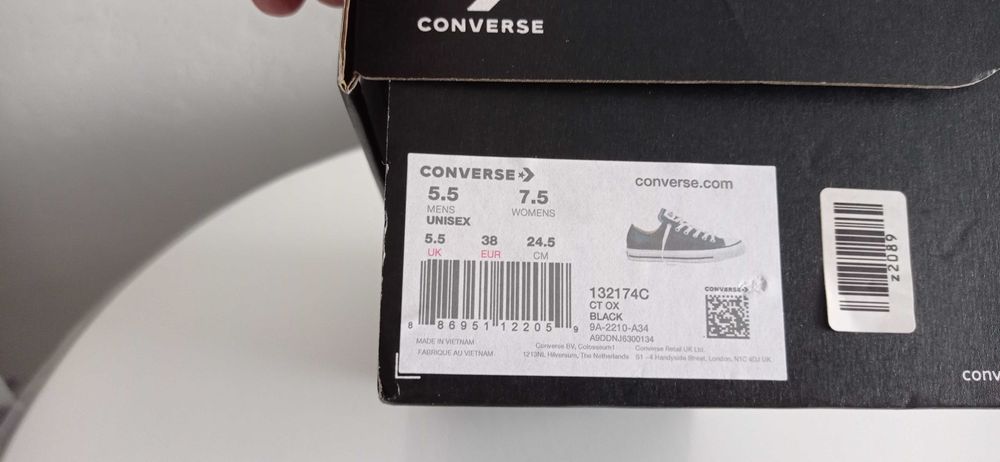 CONVERSE
CONVERSE
converse.com
5.5 7.5
MENS WOMENS
UNISEX
5.5 38 24.5
UK EUR CM
8 86951 12205 9
132174C
CT OX
BLACK
9A-2210-A34
A9DDNJ6300134
CONVERSE
MADE IN VIETNAM
FABRIQUE AU VIETNAM
Converse BV, Colosseum1
1213NL Hilversum, The Netherlands
Converse Retail UK Ltd.
51 -4 Handyside Street, London, N1C 4DJ UK
z2089
conv